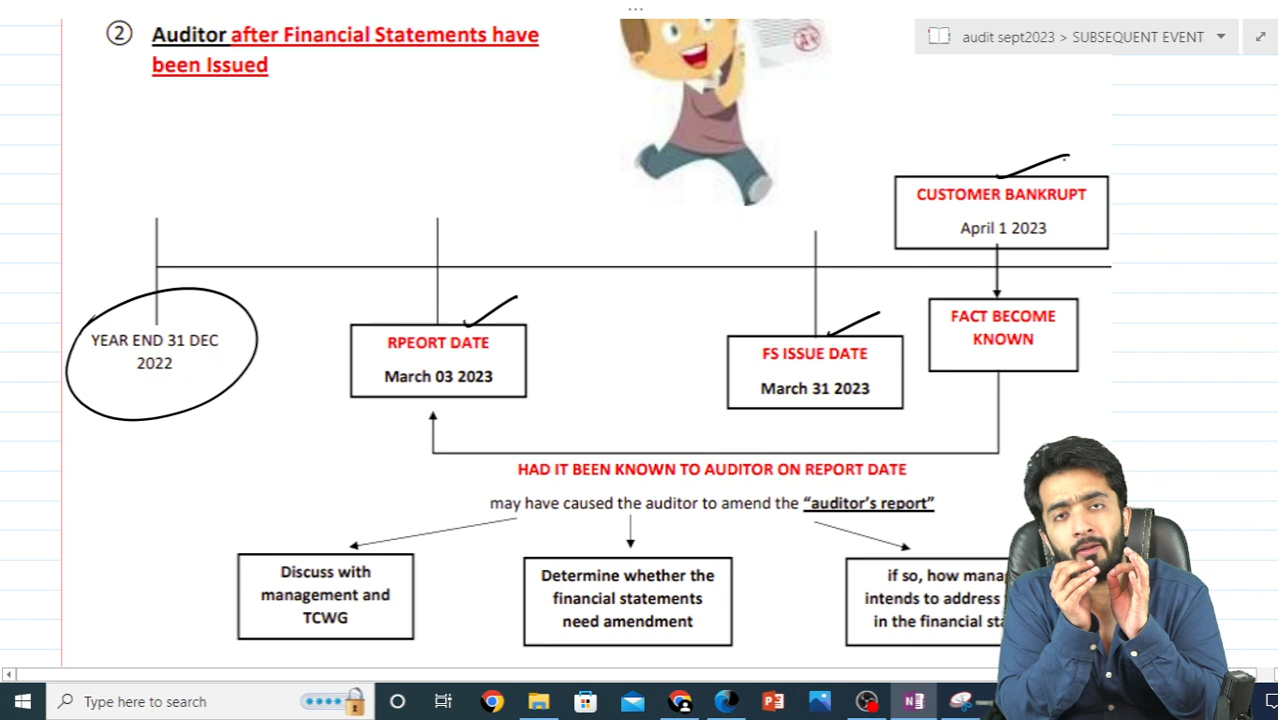 ② Auditor after Financial Statements have
been Issued
audit sept2023 > SUBSEQUENT EVENT
CUSTOMER BANKRUPT
April 1 2023
YEAR END 31 DEC
2022
RPEORT DATE
March 03 2023
FS ISSUE DATE
March 31 2023
FACT BECOME
KNOWN
HAD IT BEEN KNOWN TO AUDITOR ON REPORT DATE
may have caused the auditor to amend the “auditor’s report”
Discuss with
management and
TCWG
Determine whether the
financial statements
need amendment
if so, how
intends to address
in the financial
Type here to search